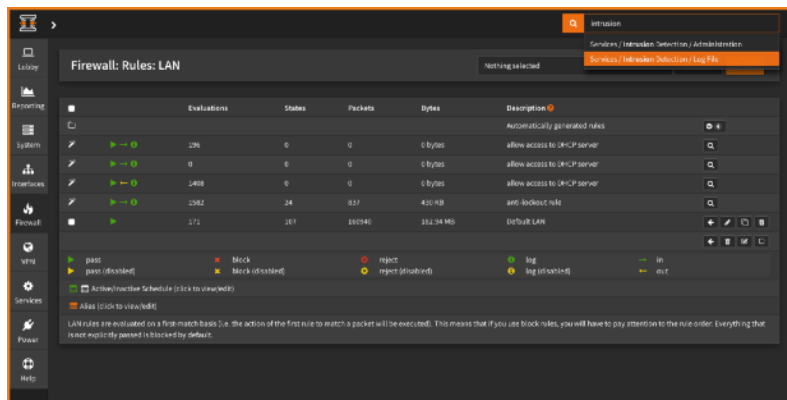 intrusion
Services / Intrusion Detection / Administration
Services / Intrusion Detection / Log File
Lobby
Firewall: Rules: LAN
Nothing selected
Reporting
Evaluations States Packets Bytes Description
Automatically generated rules
System
196 0 0 0 bytes allow access to DHCP server
0 0 0 0 bytes allow access to DHCP server
Interfaces
1408 0 0 0 bytes allow access to DHCP server
1582 24 837 430 KB anti-lockout rule
Firewall
171 107 160940 162.94 MB Default LAN
VPN
pass block reject log in
pass (disabled) block (disabled) reject (disabled) log (disabled) out
Services
Active/Inactive Schedule (click to view/edit)
Alias (click to view/edit)
Power
LAN rules are evaluated on a first-match basis (i.e. the action of the first rule to match a packet will be executed). This means that if you use block rules, you will have to pay attention to the rule order. Everything that
is not explicitly passed is blocked by default.
Help